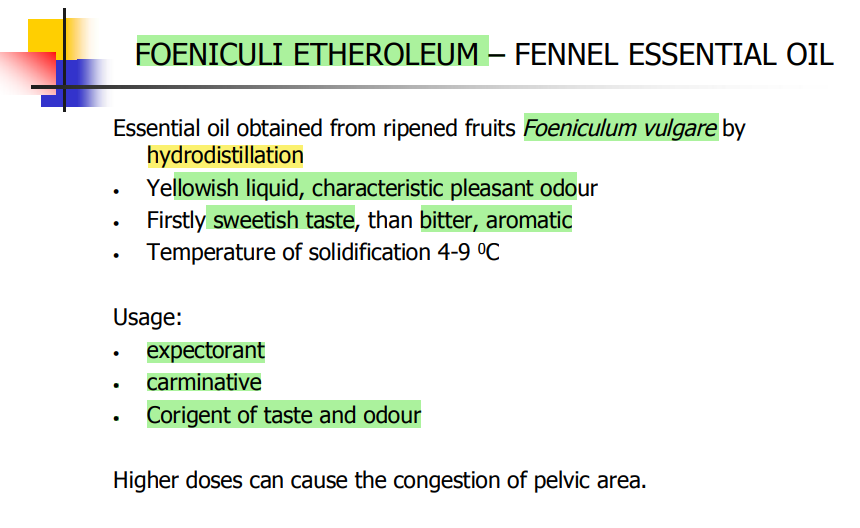 FOENICULI ETHEROLEUM – FENNEL ESSENTIAL OIL
Essential oil obtained from ripened fruits Foeniculum vulgare by
hydrodistillation
• Yellowish liquid, characteristic pleasant odour
• Firstly sweetish taste, than bitter, aromatic
• Temperature of solidification 4-9 ⁰C
Usage:
• expectorant
• carminative
• Corigent of taste and odour
Higher doses can cause the congestion of pelvic area.